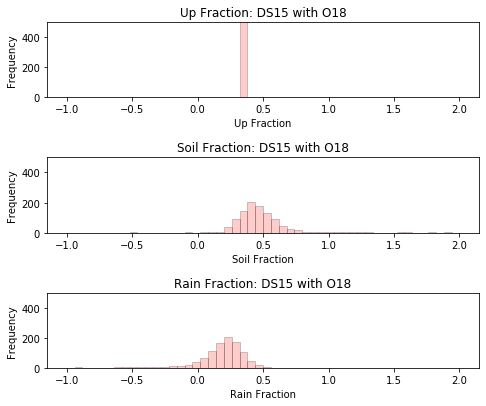 Up Fraction: DS15 with O18
400
200
0
Frequency
−1.0 −0.5 0.0 0.5 1.0 1.5 2.0
Up Fraction
Soil Fraction: DS15 with O18
400
200
0
Frequency
−1.0 −0.5 0.0 0.5 1.0 1.5 2.0
Soil Fraction
Rain Fraction: DS15 with O18
400
200
0
Frequency
−1.0 −0.5 0.0 0.5 1.0 1.5 2.0
Rain Fraction